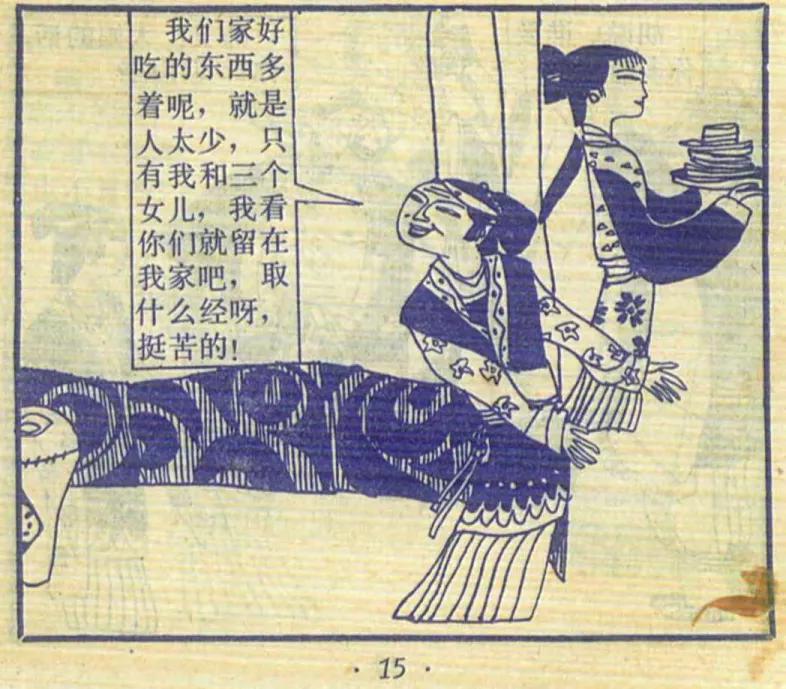 我们家好
吃的东西多
着呢，就是
人太少，只
有我和三个
女儿，我看
你们就留在
我家吧，取
什么经呀，
挺苦的！
· 15 ·